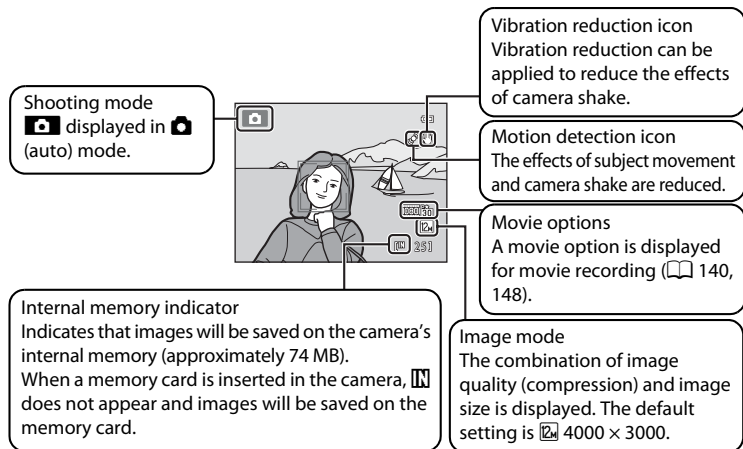 Vibration reduction icon
Vibration reduction can be
applied to reduce the effects
of camera shake.
Shooting mode
displayed in
(auto) mode.
Motion detection icon
The effects of subject movement
and camera shake are reduced.
Movie options
A movie option is displayed
for movie recording ( 140,
148).
12M
[IN 25]
Internal memory indicator
Indicates that images will be saved on the camera's
internal memory (approximately 74 MB).
When a memory card is inserted in the camera, IN
does not appear and images will be saved on the
memory card.
Image mode
The combination of image
quality (compression) and image
size is displayed. The default
setting is 12M 4000 × 3000.